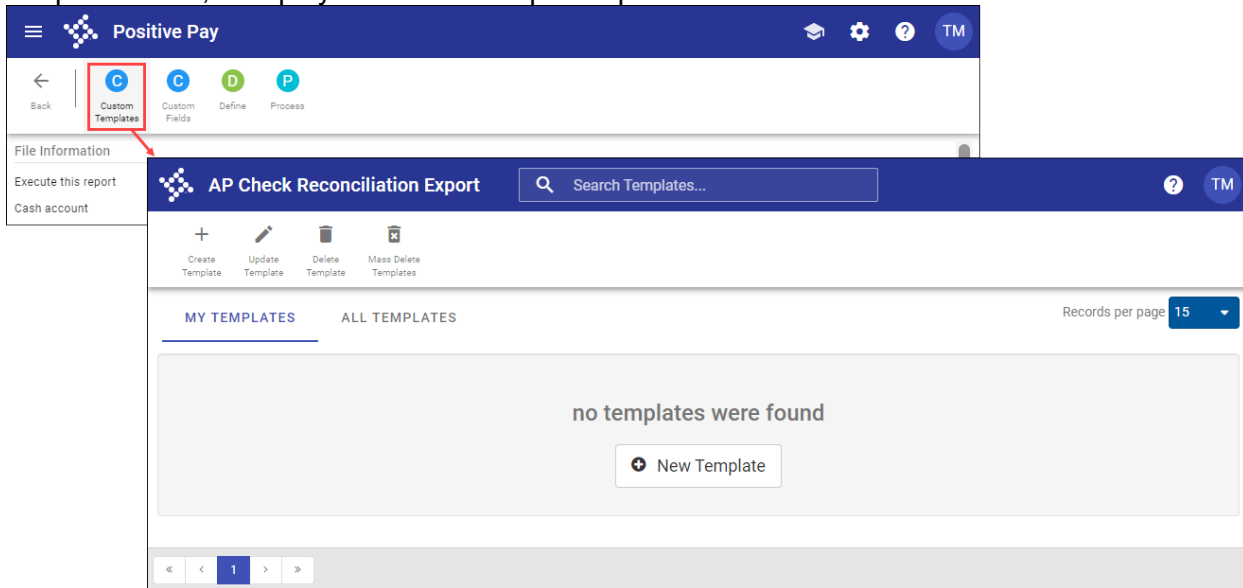 Positive Pay
TM
Back
Custom Templates
Custom Fields
Define
Process
File Information
Execute this report
Cash account
AP Check Reconciliation Export
Search Templates...
TM
Create Template
Update Template
Delete Template
Mass Delete Templates
MY TEMPLATES
ALL TEMPLATES
Records per page 15
no templates were found
New Template
« < 1 > »